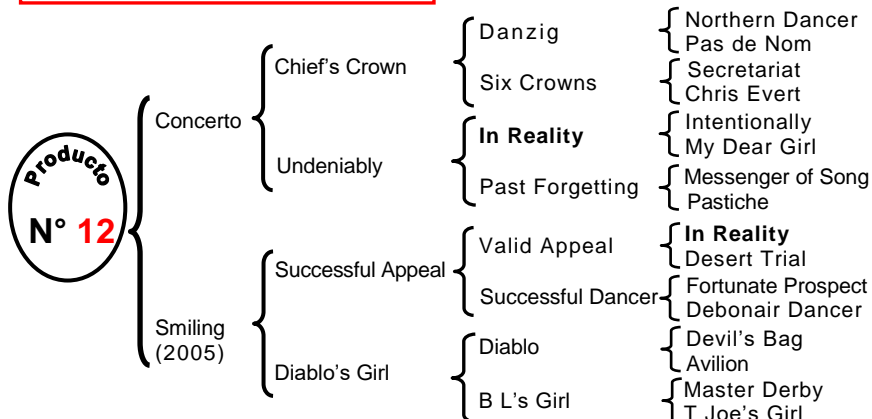 Producto
N° 12
Concerto
Smiling
(2005)
Chief's Crown
Undeniably
Successful Appeal
Diablo's Girl
Danzig
Six Crowns
In Reality
Past Forgetting
Valid Appeal
Successful Dancer
Diablo
B L's Girl
Northern Dancer
Pas de Nom
Secretariat
Chris Evert
Intentionally
My Dear Girl
Messenger of Song
Pastiche
In Reality
Desert Trial
Fortunate Prospect
Debonair Dancer
Devil's Bag
Avilion
Master Derby
T Joe's Girl